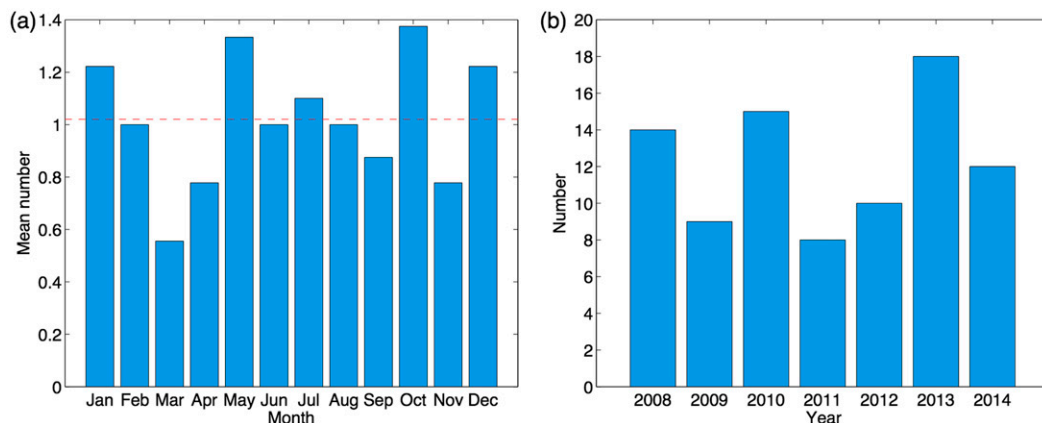 (a)
1.4
1.2
1
0.8
0.6
0.4
0.2
0
Mean number
Jan Feb Mar Apr May Jun Jul Aug Sep Oct Nov Dec
Month
(b)
20
18
16
14
12
10
8
6
4
2
0
Number
2008 2009 2010 2011 2012 2013 2014
Year